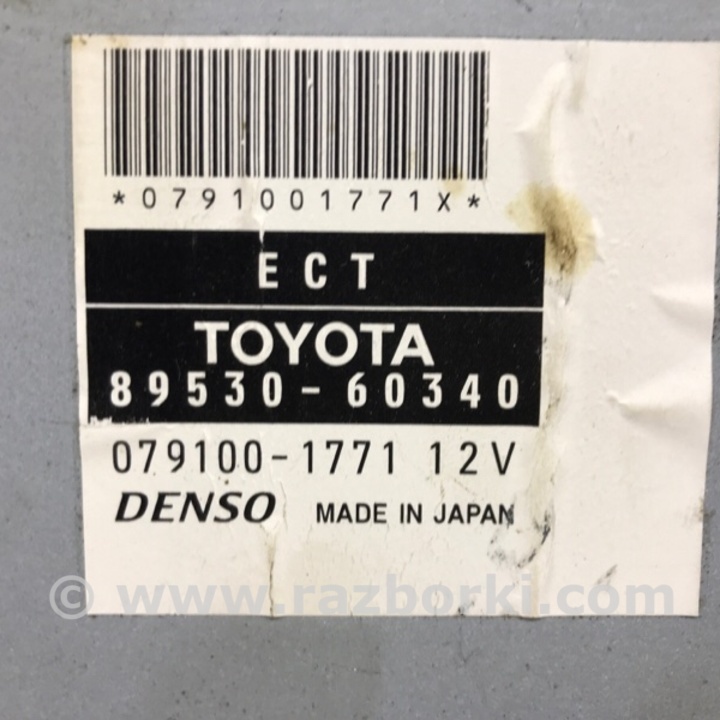 *0791001771X*
ECT
TOYOTA
89530-60340
079100-1771 12V
DENSO MADE IN JAPAN
© www.razborki.com